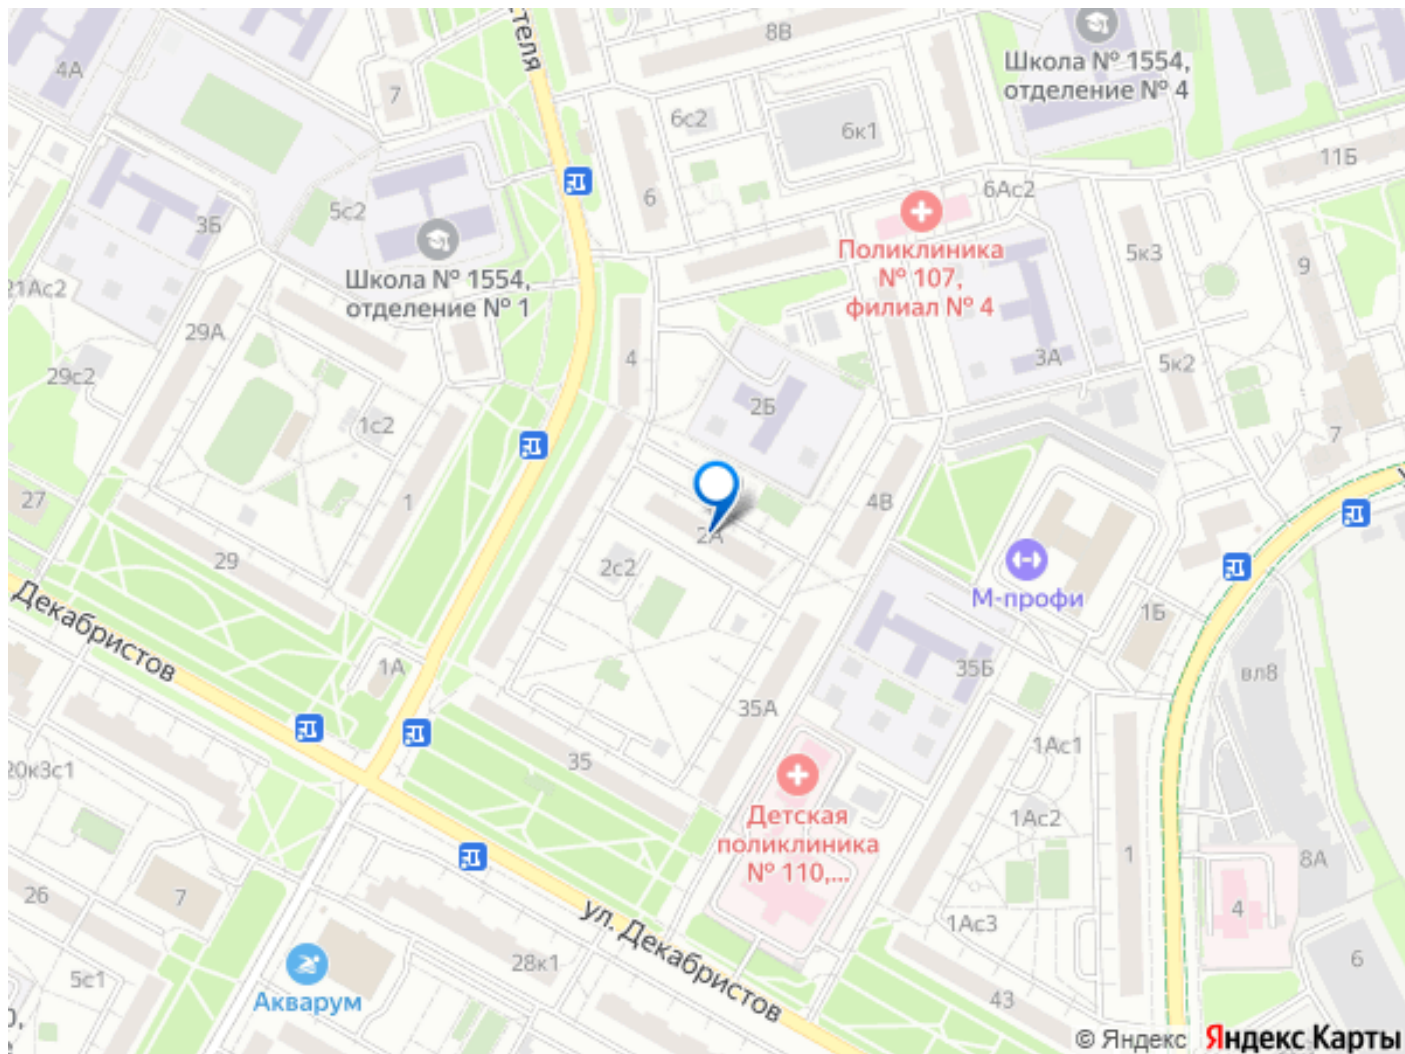 8В
Школа № 1554,
отделение № 4
4А
7
6с2
6к1
11Б
6
6Ас2
3Б
5с2
Поликлиника
№ 107,
филиал № 4
5к3
9
Школа № 1554,
отделение № 1
21Ас2
29А
4
3А
5к2
29с2
2Б
1с2
7
27
1
4В
2А
29
2с2
М-профи
1Б
Декабристов
1А
35Б
вл8
35А
1Ас1
20к3с1
35
Детская
поликлиника
№ 110,...
1Ас2
1
8А
26
7
4
ул. Декабристов
1Ас3
28к1
6
5с1
Акварум
43
© Яндекс Яндекс Карты